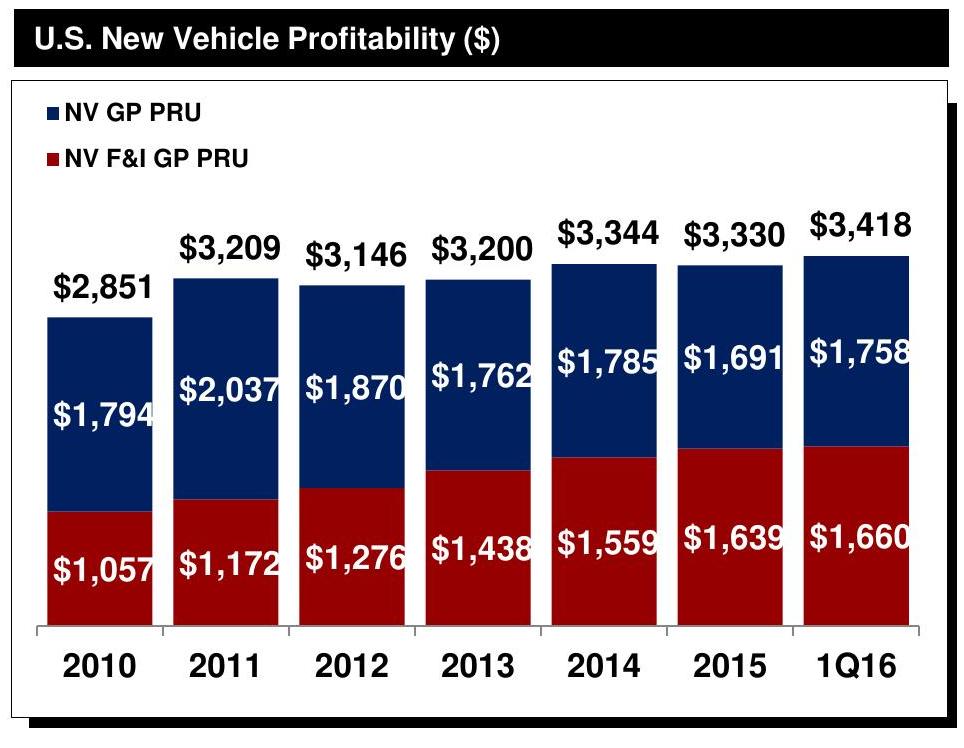 U.S. New Vehicle Profitability ($)
NV GP PRU
NV F&I GP PRU
$2,851 $3,209 $3,146 $3,200 $3,344 $3,330 $3,418
$1,794 $2,037 $1,870 $1,762 $1,785 $1,691 $1,758
$1,057 $1,172 $1,276 $1,438 $1,559 $1,639 $1,660
2010 2011 2012 2013 2014 2015 1Q16